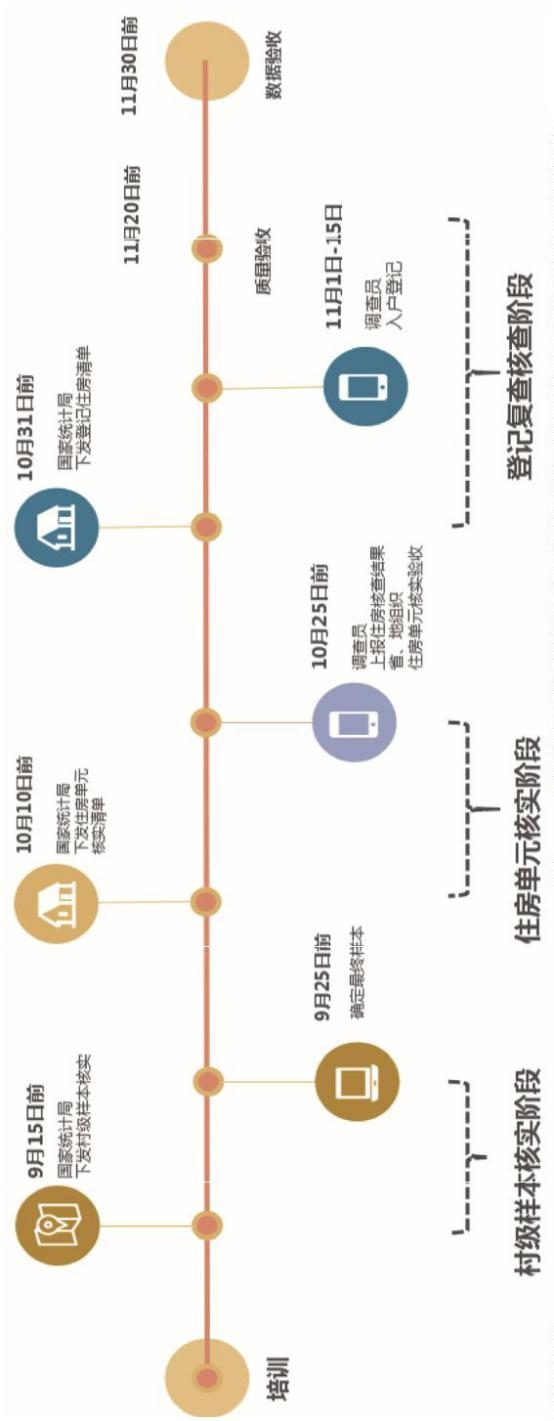 培训
9月15日前
国家统计局
下发村级样本核实
9月25日前
确定最终样本
村级样本核实阶段
10月10日前
国家统计局
下发住房单元
核实清单
10月25日前
调查员
上报住房核查结果
省、地组织
住房单元核实验收
住房单元核实阶段
10月31日前
国家统计局
下发登记住房清单
11月1日-15日
调查员
入户登记
登记复查核查阶段
11月20日前
质量验收
11月30日前
数据验收